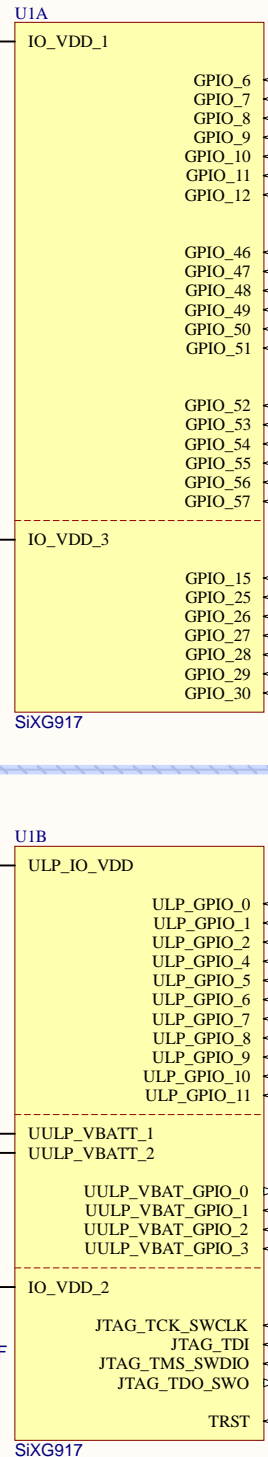 U1A
IO_VDD_1
GPIO_6
GPIO_7
GPIO_8
GPIO_9
GPIO_10
GPIO_11
GPIO_12
GPIO_46
GPIO_47
GPIO_48
GPIO_49
GPIO_50
GPIO_51
GPIO_52
GPIO_53
GPIO_54
GPIO_55
GPIO_56
GPIO_57
IO_VDD_3
GPIO_15
GPIO_25
GPIO_26
GPIO_27
GPIO_28
GPIO_29
GPIO_30
SiXG917
U1B
ULP_IO_VDD
ULP_GPIO_0
ULP_GPIO_1
ULP_GPIO_2
ULP_GPIO_4
ULP_GPIO_5
ULP_GPIO_6
ULP_GPIO_7
ULP_GPIO_8
ULP_GPIO_9
ULP_GPIO_10
ULP_GPIO_11
UULP_VBATT_1
UULP_VBATT_2
UULP_VBAT_GPIO_0
UULP_VBAT_GPIO_1
UULP_VBAT_GPIO_2
UULP_VBAT_GPIO_3
IO_VDD_2
JTAG_TCK_SWCLK
JTAG_TDI
JTAG_TMS_SWDIO
JTAG_TDO_SWO
TRST
SiXG917